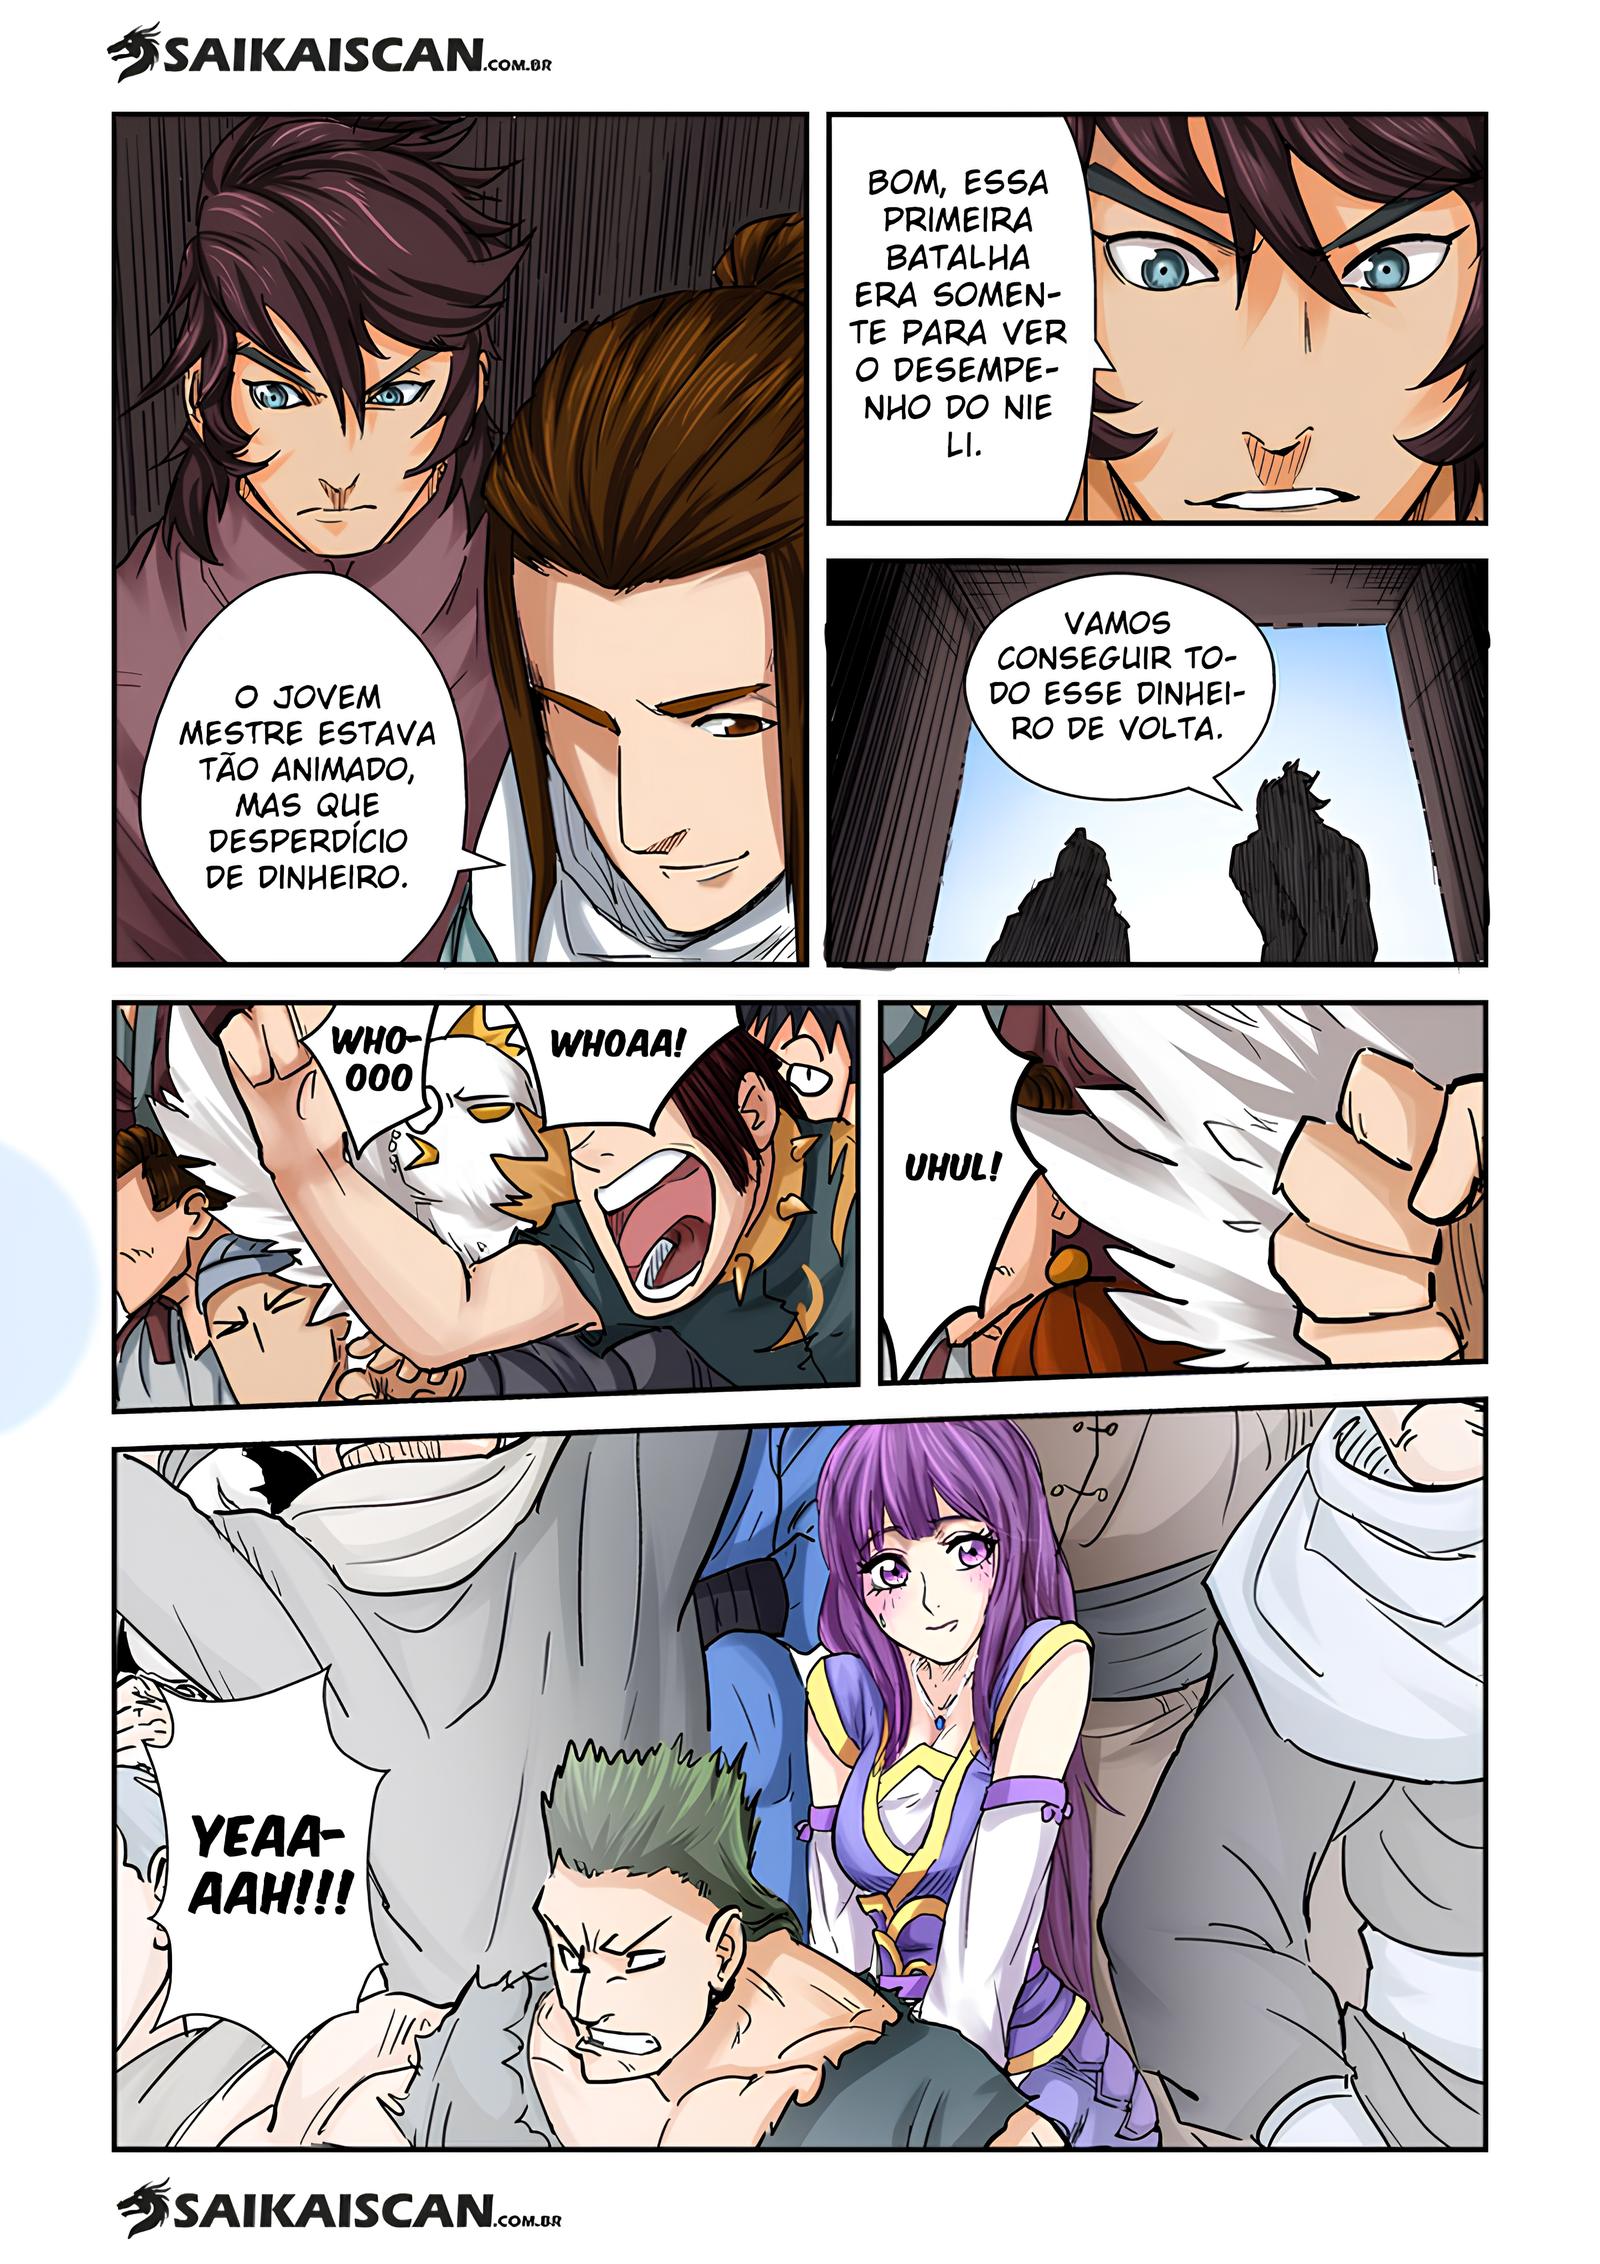 SAIKAISCAN.COM.BR
O JOVEM
MESTRE ESTAVA
TÃO ANIMADO,
MAS QUE
DESPERDÍCIO
DE DINHEIRO.
BOM, ESSA
PRIMEIRA
BATALHA
ERA SOMEN-
TE PARA VER
O DESEMPE-
NHO DO NIE
LI.
VAMOS
CONSEGUIR TO-
DO ESSE DINHEI-
RO DE VOLTA.
WHO-
OOO
WHOAA!
UHUL!
YEAA-
AAH!!!
SAIKAISCAN.COM.BR